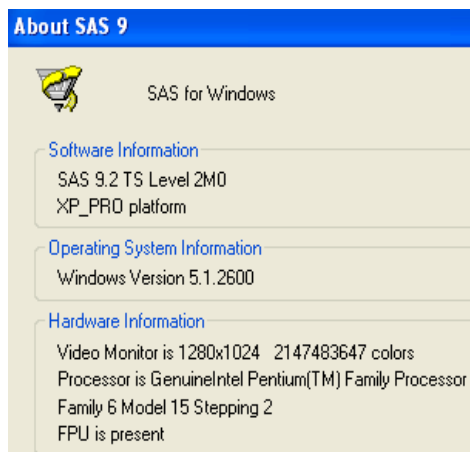 About SAS 9
SAS for Windows
Software Information
SAS 9.2 TS Level 2M0
XP_PRO platform
Operating System Information
Windows Version 5.1.2600
Hardware Information
Video Monitor is 1280x1024   2147483647 colors
Processor is GenuineIntel Pentium(TM) Family Processor
Family 6 Model 15 Stepping 2
FPU is present